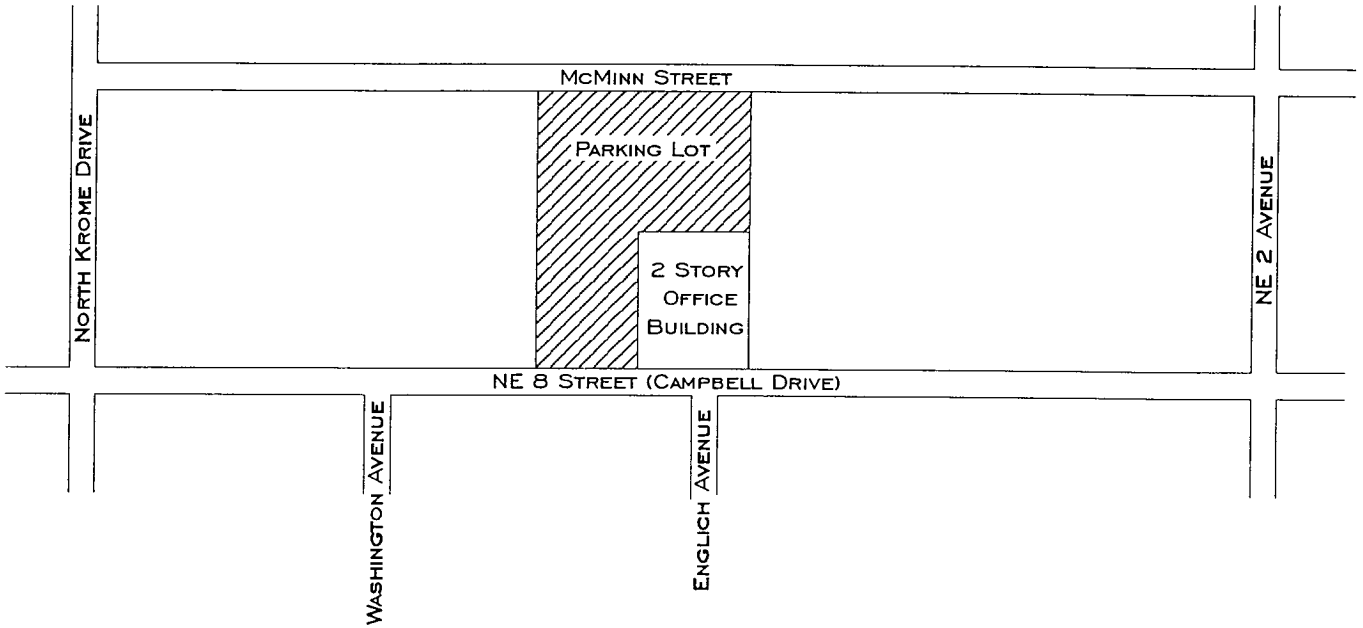 McMinn Street
North Krome Drive
Parking Lot
NE 2 Avenue
2 Story
Office
Building
NE 8 Street (Campbell Drive)
Washington Avenue
Englich Avenue